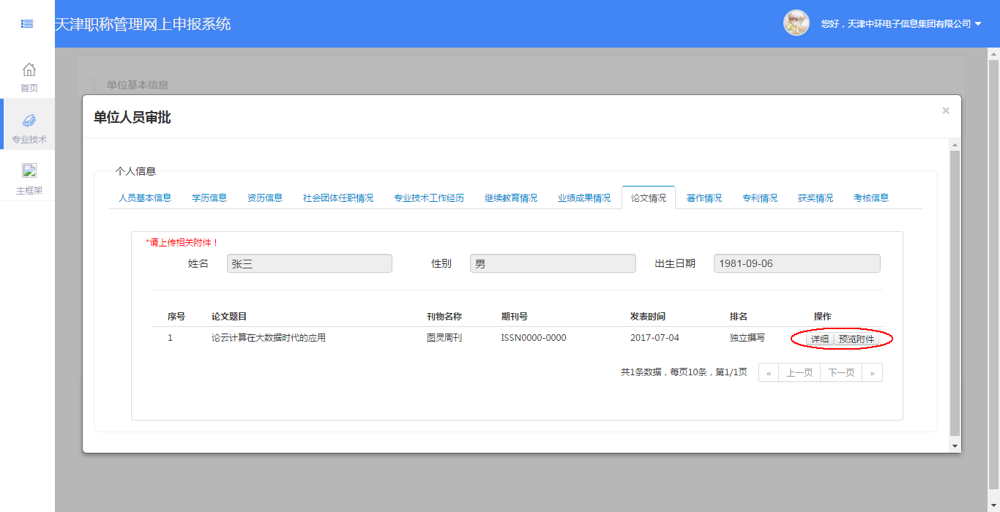 天津职称管理网上申报系统
您好，天津中环电子信息集团有限公司
首页
专业技术
主框架
单位基本信息
单位人员审批
×
个人信息
人员基本信息 学历信息 资历信息 社会团体任职情况 专业技术工作经历 继续教育情况 业绩成果情况 论文情况 著作情况 专利情况 获奖情况 考核信息
*请上传相关附件！
姓名 张三 性别 男 出生日期 1981-09-06
序号 论文题目 刊物名称 期刊号 发表时间 排名 操作
1 论云计算在大数据时代的应用 图灵周刊 ISSN0000-0000 2017-07-04 独立撰写 详细 预览附件
共1条数据，每页10条，第1/1页 « 上一页 下一页 »